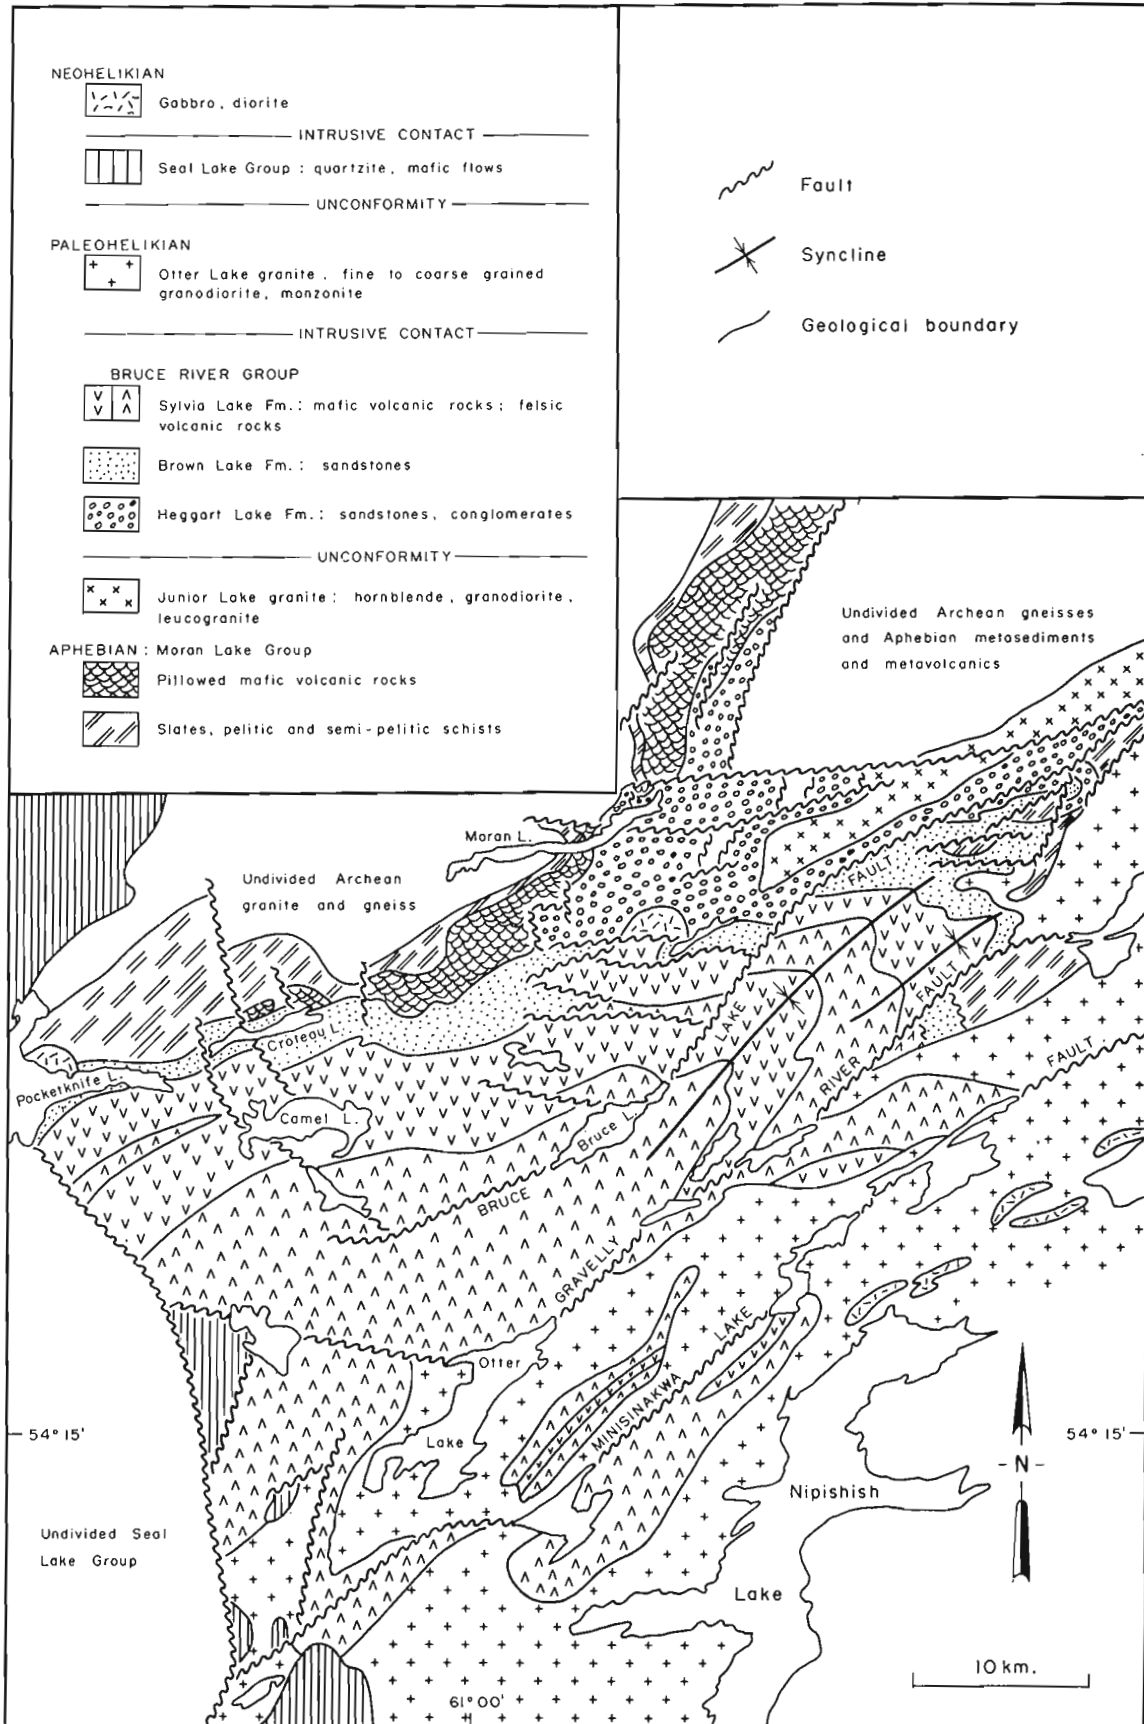 NEOHELIKIAN
Gabbro, diorite
INTRUSIVE CONTACT
Seal Lake Group : quartzite, mafic flows
UNCONFORMITY
PALEOHELIKIAN
Otter Lake granite, fine to coarse grained
granodiorite, monzonite
INTRUSIVE CONTACT
BRUCE RIVER GROUP
Sylvia Lake Fm.: mafic volcanic rocks; felsic
volcanic rocks
Brown Lake Fm.: sandstones
Heggart Lake Fm.: sandstones, conglomerates
UNCONFORMITY
Junior Lake granite: hornblende, granodiorite,
leucogranite
APHEBIAN: Moran Lake Group
Pillowed mafic volcanic rocks
Slates, pelitic and semi-pelitic schists
Fault
Syncline
Geological boundary
Undivided Archean gneisses
and Aphebian metasediments
and metavolcanics
Moran L.
Undivided Archean
granite and gneiss
FAULT
LAKE
FAULT
RIVER
FAULT
Croteau L.
Pocketknife L.
Camel L.
Bruce L.
BRUCE
GRAVELLY
LAKE
MINISINAKWA
Otter
Lake
54° 15'
54° 15'
-N-
Nipishish
Lake
Undivided Seal
Lake Group
10 km.
61° 00'